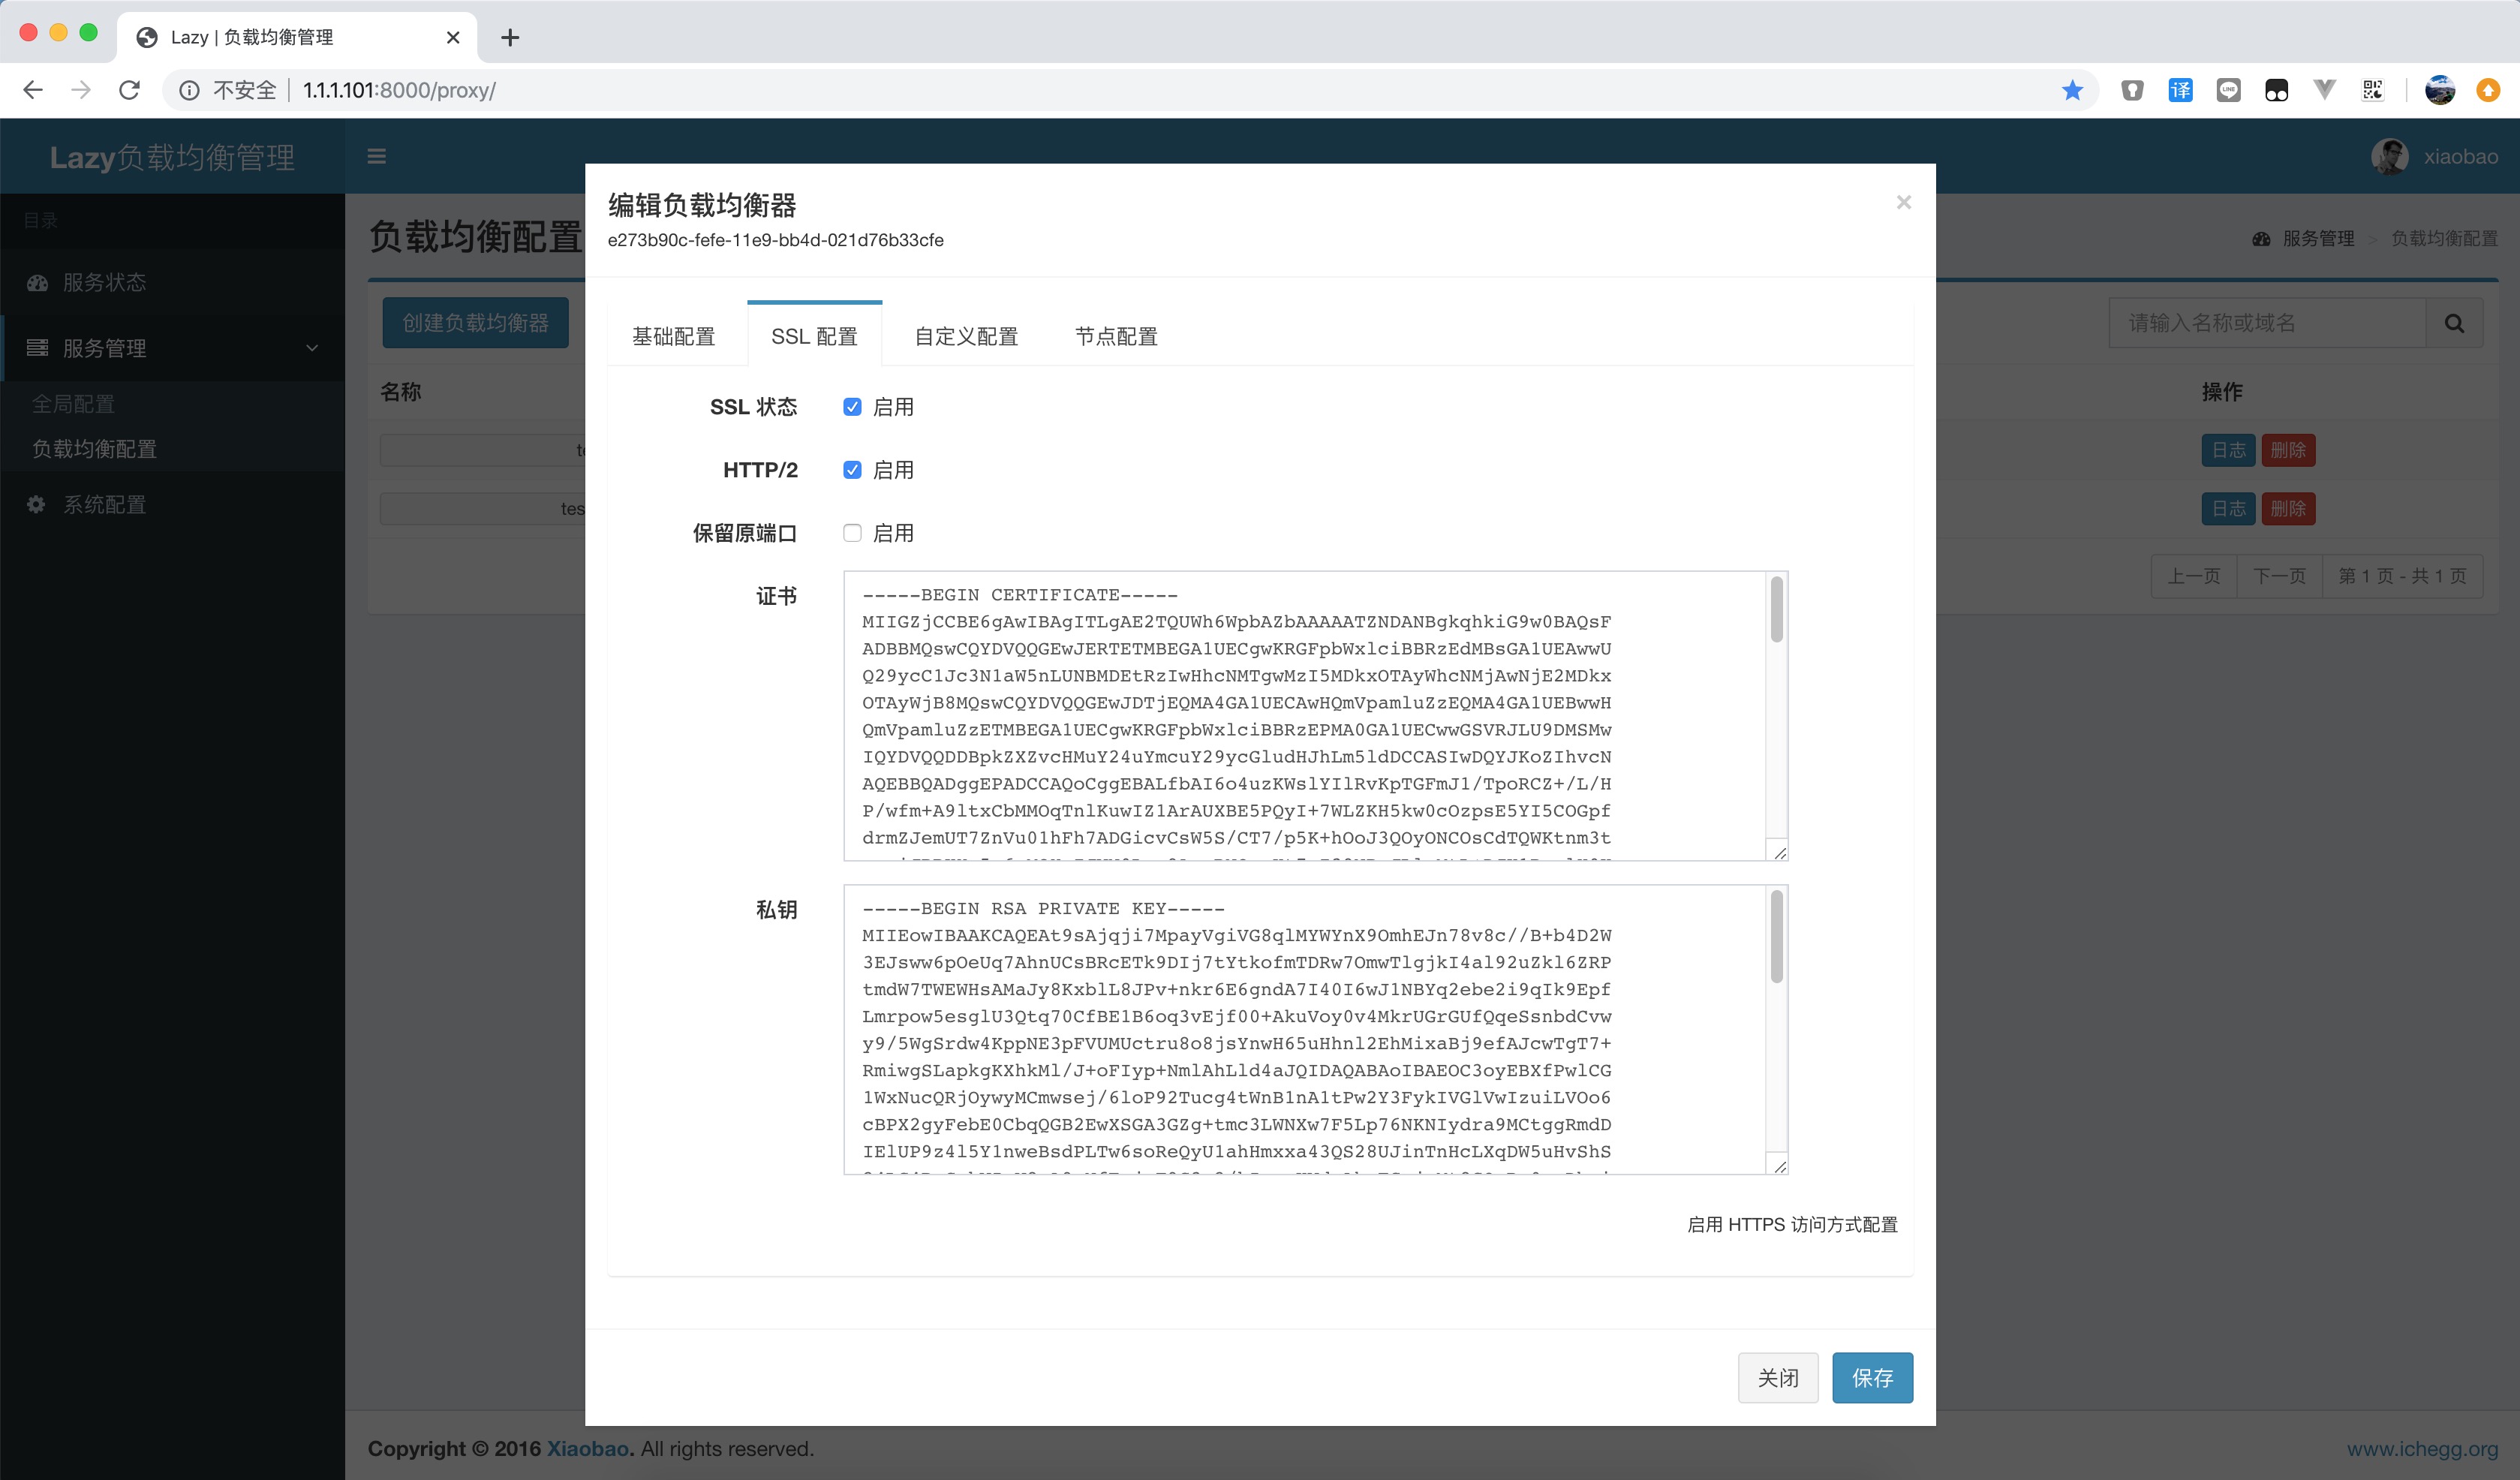 Lazy | 负载均衡管理
不安全 | 1.1.1.101:8000/proxy/
Lazy负载均衡管理
xiaobao
目录
服务状态
服务管理
全局配置
负载均衡配置
系统配置
负载均衡配置
服务管理 > 负载均衡配置
创建负载均衡器
请输入名称或域名
名称
操作
日志 删除
tes
日志 删除
上一页 下一页 第 1 页 - 共 1 页
编辑负载均衡器
×
e273b90c-fefe-11e9-bb4d-021d76b33cfe
基础配置 SSL 配置 自定义配置 节点配置
SSL 状态 启用
HTTP/2 启用
保留原端口 启用
证书
-----BEGIN CERTIFICATE-----
MIIGZjCCBE6gAwIBAgITLgAE2TQUWh6WpbAZbAAAAATZNDANBgkqhkiG9w0BAQsF
ADBBMQswCQYDVQQGEwJERTETMBEGA1UECgwKRGFpbWxlciBBRzEdMBsGA1UEAwwU
Q29ycC1Jc3N1aW5nLUNBMDEtRzIwHhcNMTgwMzI5MDkxOTAyWhcNMjAwNjE2MDkx
OTAyWjB8MQswCQYDVQQGEwJDTjEQMA4GA1UECAwHQmVpamluZzEQMA4GA1UEBwwH
QmVpamluZzETMBEGA1UECgwKRGFpbWxlciBBRzEPMA0GA1UECwwGSVRJLU9DMSMw
IQYDVQQDDBpkZXZvcHMuY24uYmcuY29ycGludHJhLm5ldDCCASIwDQYJKoZIhvcN
AQEBBQADggEPADCCAQoCggEBALfbAI6o4uzKWslYIlRvKpTGFmJ1/TpoRCZ+/L/H
P/wfm+A9ltxCbMMOqTnlKuwIZ1ArAUXBE5PQyI+7WLZKH5kw0cOzpsE5YI5COGpf
drmZJemUT7ZnVu01hFh7ADGicvCsW5S/CT7/p5K+hOoJ3QOyONCOsCdTQWKtnm3t
私钥
-----BEGIN RSA PRIVATE KEY-----
MIIEowIBAAKCAQEAt9sAjqji7MpayVgiVG8qlMYWYnX9OmhEJn78v8c//B+b4D2W
3EJsww6pOeUq7AhnUCsBRcETk9DIj7tYtkofmTDRw7OmwTlgjkI4al92uZkl6ZRP
tmdW7TWEWHsAMaJy8KxblL8JPv+nkr6E6gndA7I40I6wJ1NBYq2ebe2i9qIk9Epf
Lmrpow5esglU3Qtq70CfBE1B6oq3vEjf00+AkuVoy0v4MkrUGrGUfQqeSsnbdCvw
y9/5WgSrdw4KppNE3pFVUMUctru8o8jsYnwH65uHhnl2EhMixaBj9efAJcwTgT7+
RmiwgSLapkgKXhkMl/J+oFIyp+NmlAhLld4aJQIDAQABAoIBAEOC3oyEBXfPwlCG
1WxNucQRjOywyMCmwsej/6loP92Tucg4tWnB1nA1tPw2Y3FykIVGlVwIzuiLVOo6
cBPX2gyFebE0CbqQGB2EwXSGA3GZg+tmc3LWNXw7F5Lp76NKNIydra9MCtggRmdD
IElUP9z4l5Y1nweBsdPLTw6soReQyU1ahHmxxa43QS28UJinTnHcLXqDW5uHvShS
启用 HTTPS 访问方式配置
关闭 保存
Copyright © 2016 Xiaobao. All rights reserved.
www.ichegg.org